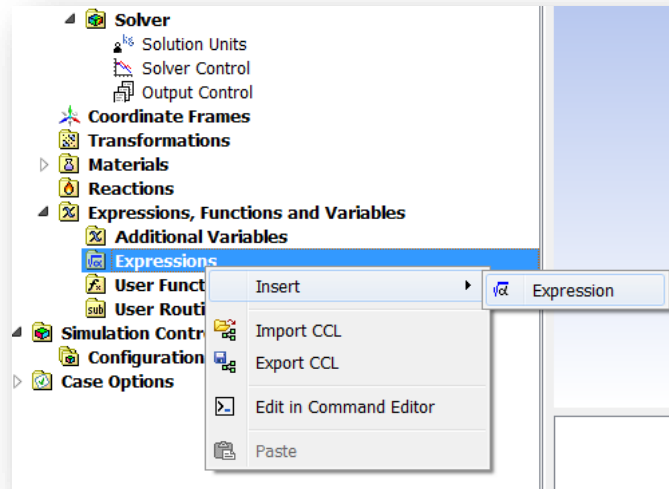 Solver
Solution Units
Solver Control
Output Control
Coordinate Frames
Transformations
Materials
Reactions
Expressions, Functions and Variables
Additional Variables
Expressions
User Funct
Insert
Expression
User Routi
Simulation Contr
Import CCL
Configuration
Export CCL
Case Options
Edit in Command Editor
Paste